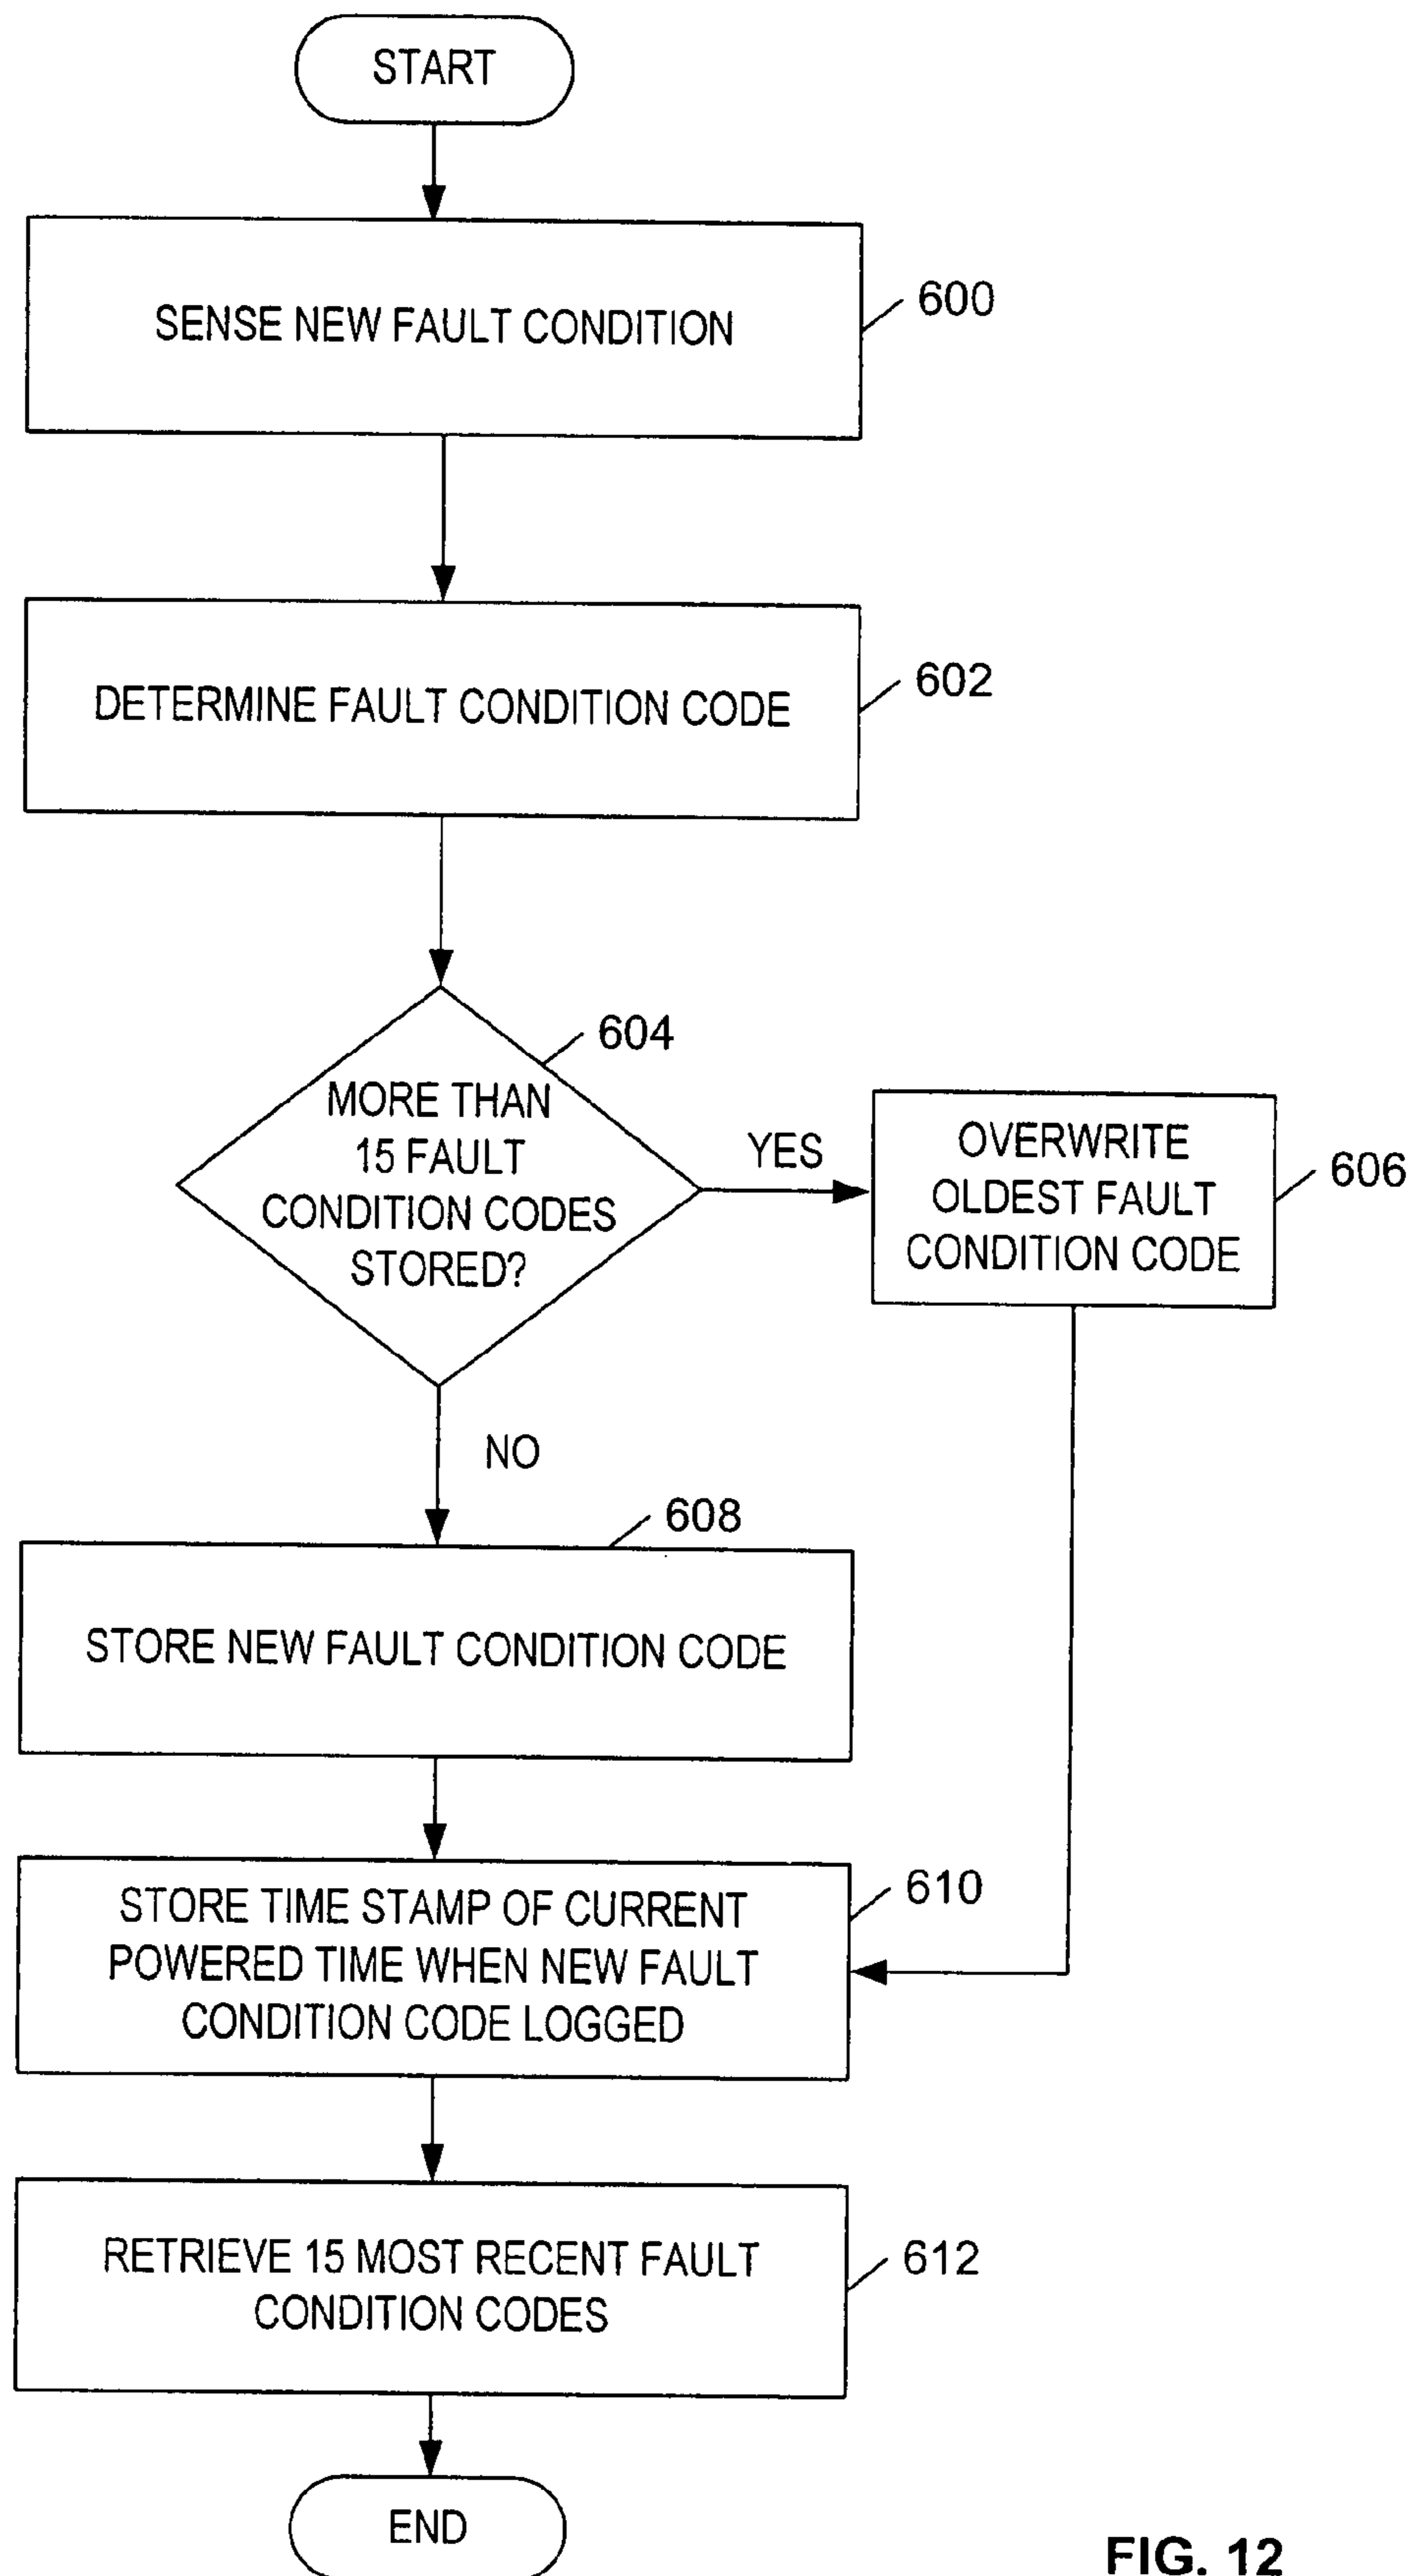 START
SENSE NEW FAULT CONDITION
600
DETERMINE FAULT CONDITION CODE
602
604
MORE THAN
15 FAULT
CONDITION CODES
STORED?
YES
OVERWRITE
OLDEST FAULT
CONDITION CODE
606
NO
608
STORE NEW FAULT CONDITION CODE
STORE TIME STAMP OF CURRENT
POWERED TIME WHEN NEW FAULT
CONDITION CODE LOGGED
610
RETRIEVE 15 MOST RECENT FAULT
CONDITION CODES
612
END
FIG. 12